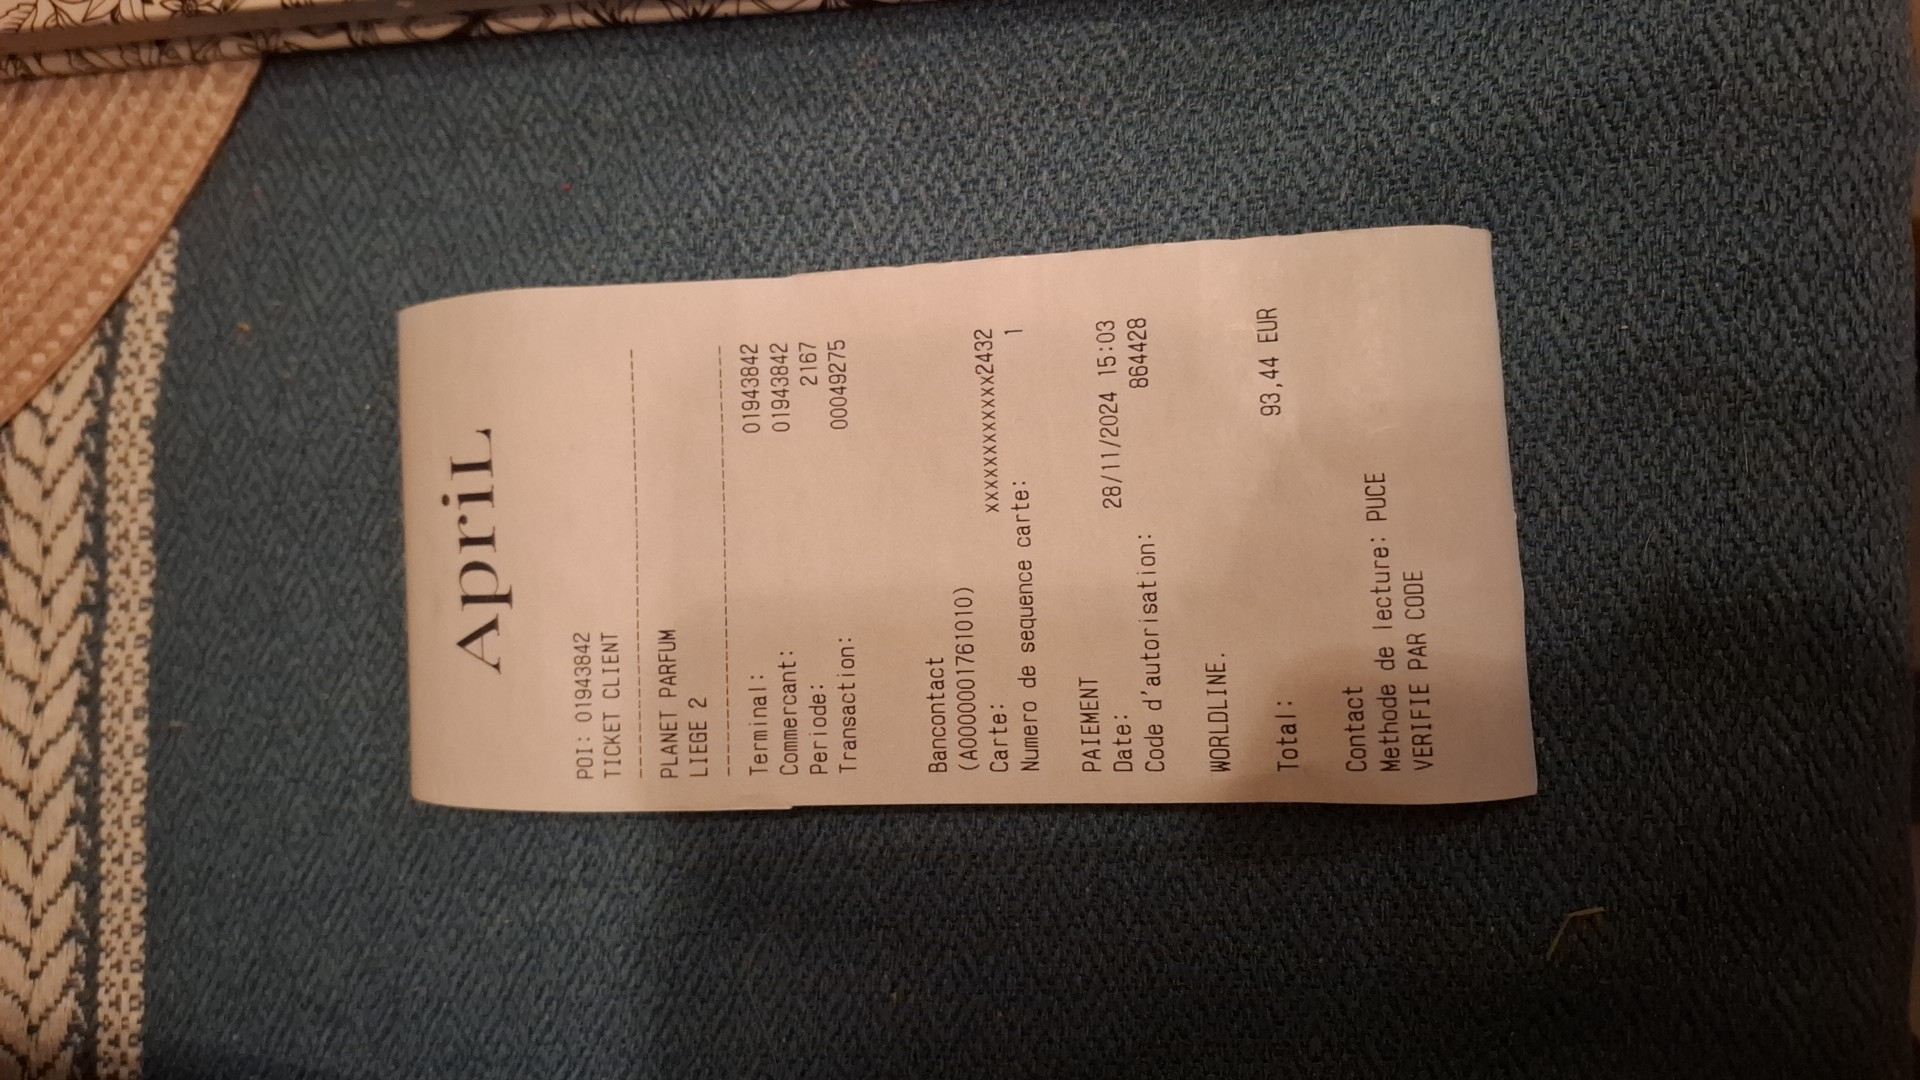 ApriL
POI: 01943842
TICKET CLIENT
PLANET PARFUM
LIEGE 2
Terminal: 01943842
Commercant: 01943842
Periode: 2167
Transaction: 00049275
Bancontact
(A0000001761010)
Carte: xxxxxxxxxxxxx2432
Numero de sequence carte: 1
PAIEMENT
Date: 28/11/2024 15:03
Code d'autorisation: 864428
WORLDLINE.
Total: 93,44 EUR
Contact
Methode de lecture: PUCE
VERIFIE PAR CODE